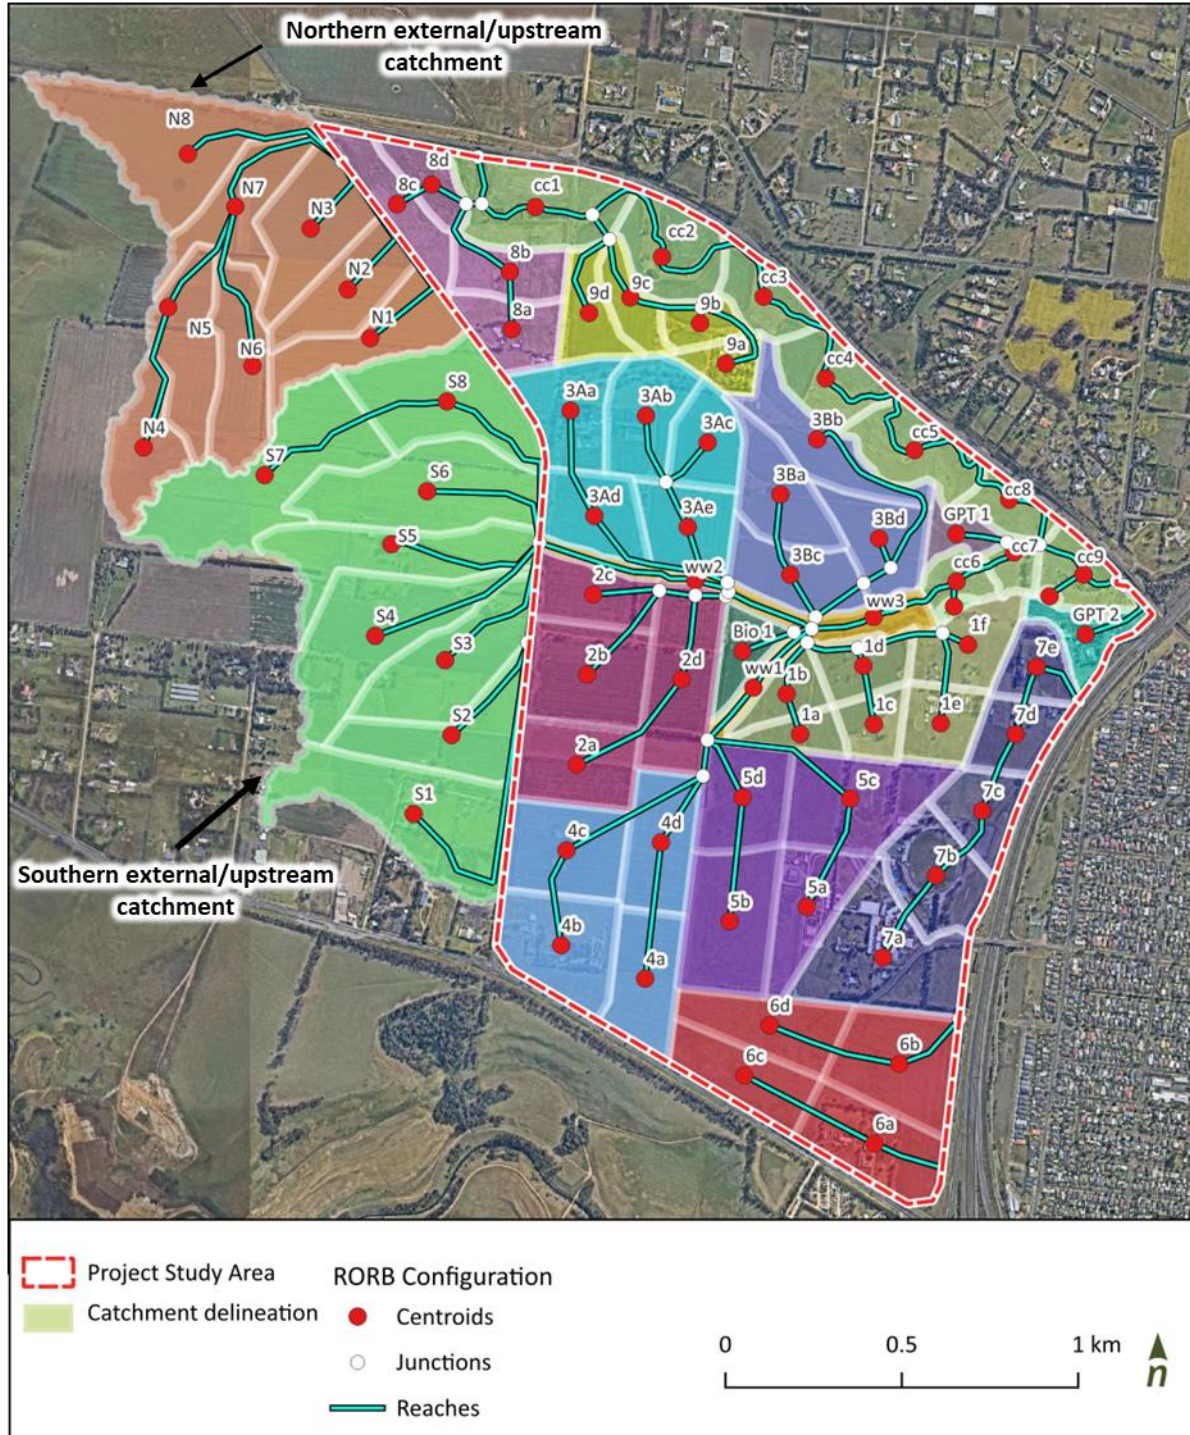 Northern external/upstream
catchment
N8
8d
N7
8c
cc1
N3
cc2
8b
N2
cc3
9c
9d
9b
8a
N5
N1
9a
N6
cc4
S8
3Aa
3Ab
3Ac
3Bb
N4
cc5
S7
S6
3Ba
cc8
3Ad
3Ae
GPT 1
3Bd
S5
cc7
3Bc
cc9
ww2
cc6
2c
ww3
S4
GPT 2
Bio 1
1f
S3
1d
7e
2b
2d
ww1
1b
S2
1a
1c
1e
7d
2a
5d
5c
S1
7c
4c
4d
7b
5a
5b
4b
7a
4a
Southern external/upstream
catchment
6d
6b
6c
6a
Project Study Area
Catchment delineation
RORB Configuration
Centroids
Junctions
Reaches
0 0.5 1 km
n